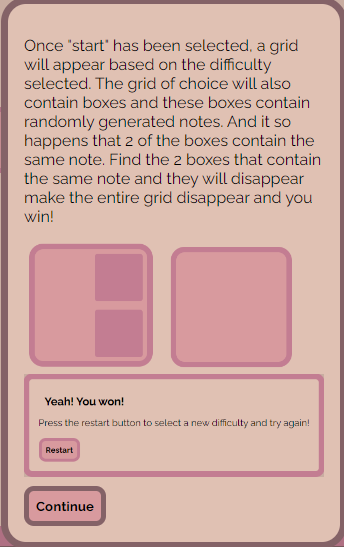 Once "start" has been selected, a grid
will appear based on the difficulty
selected. The grid of choice will also
contain boxes and these boxes contain
randomly generated notes. And it so
happens that 2 of the boxes contain the
same note. Find the 2 boxes that contain
the same note and they will disappear
make the entire grid disappear and you
win!
Yeah! You won!
Press the restart button to select a new difficulty and try again!
Restart
Continue